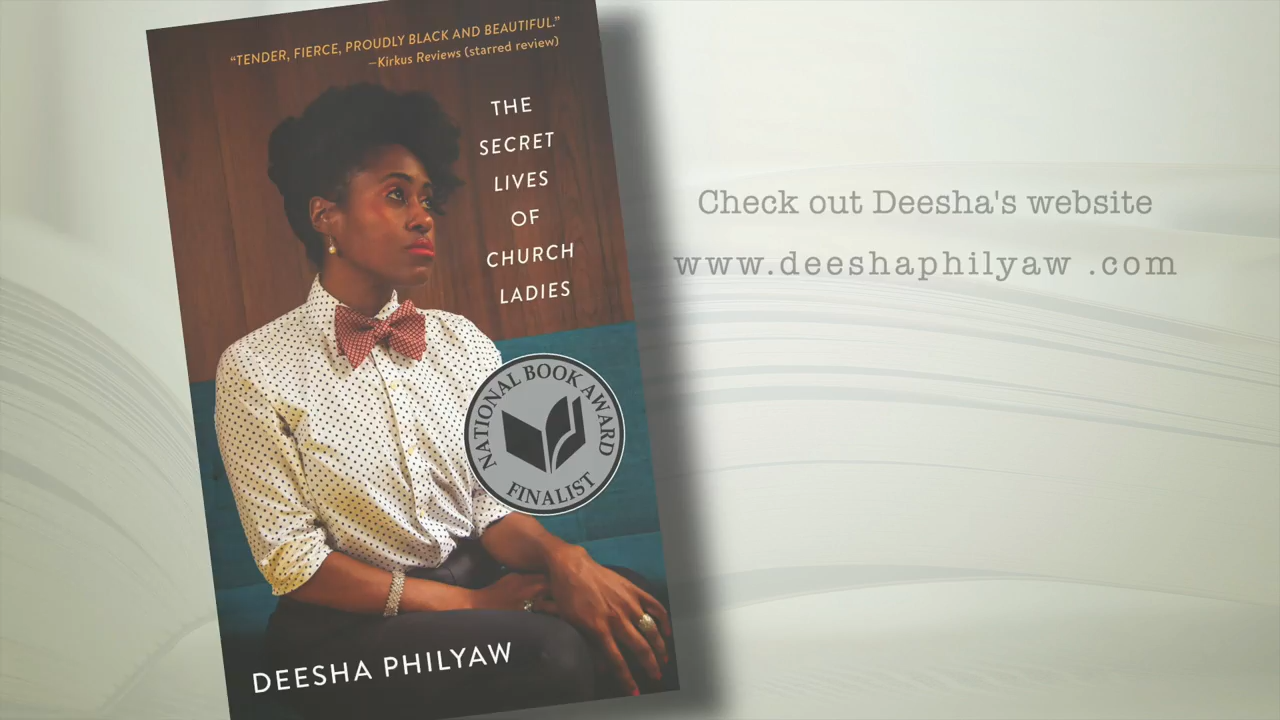 “TENDER, FIERCE, PROUDLY BLACK AND BEAUTIFUL.”
—Kirkus Reviews (starred review)
THE
SECRET
LIVES
OF
CHURCH
LADIES
NATIONAL BOOK AWARD
FINALIST
DEESHA PHILYAW
Check out Deesha's website
www.deeshaphilyaw .com